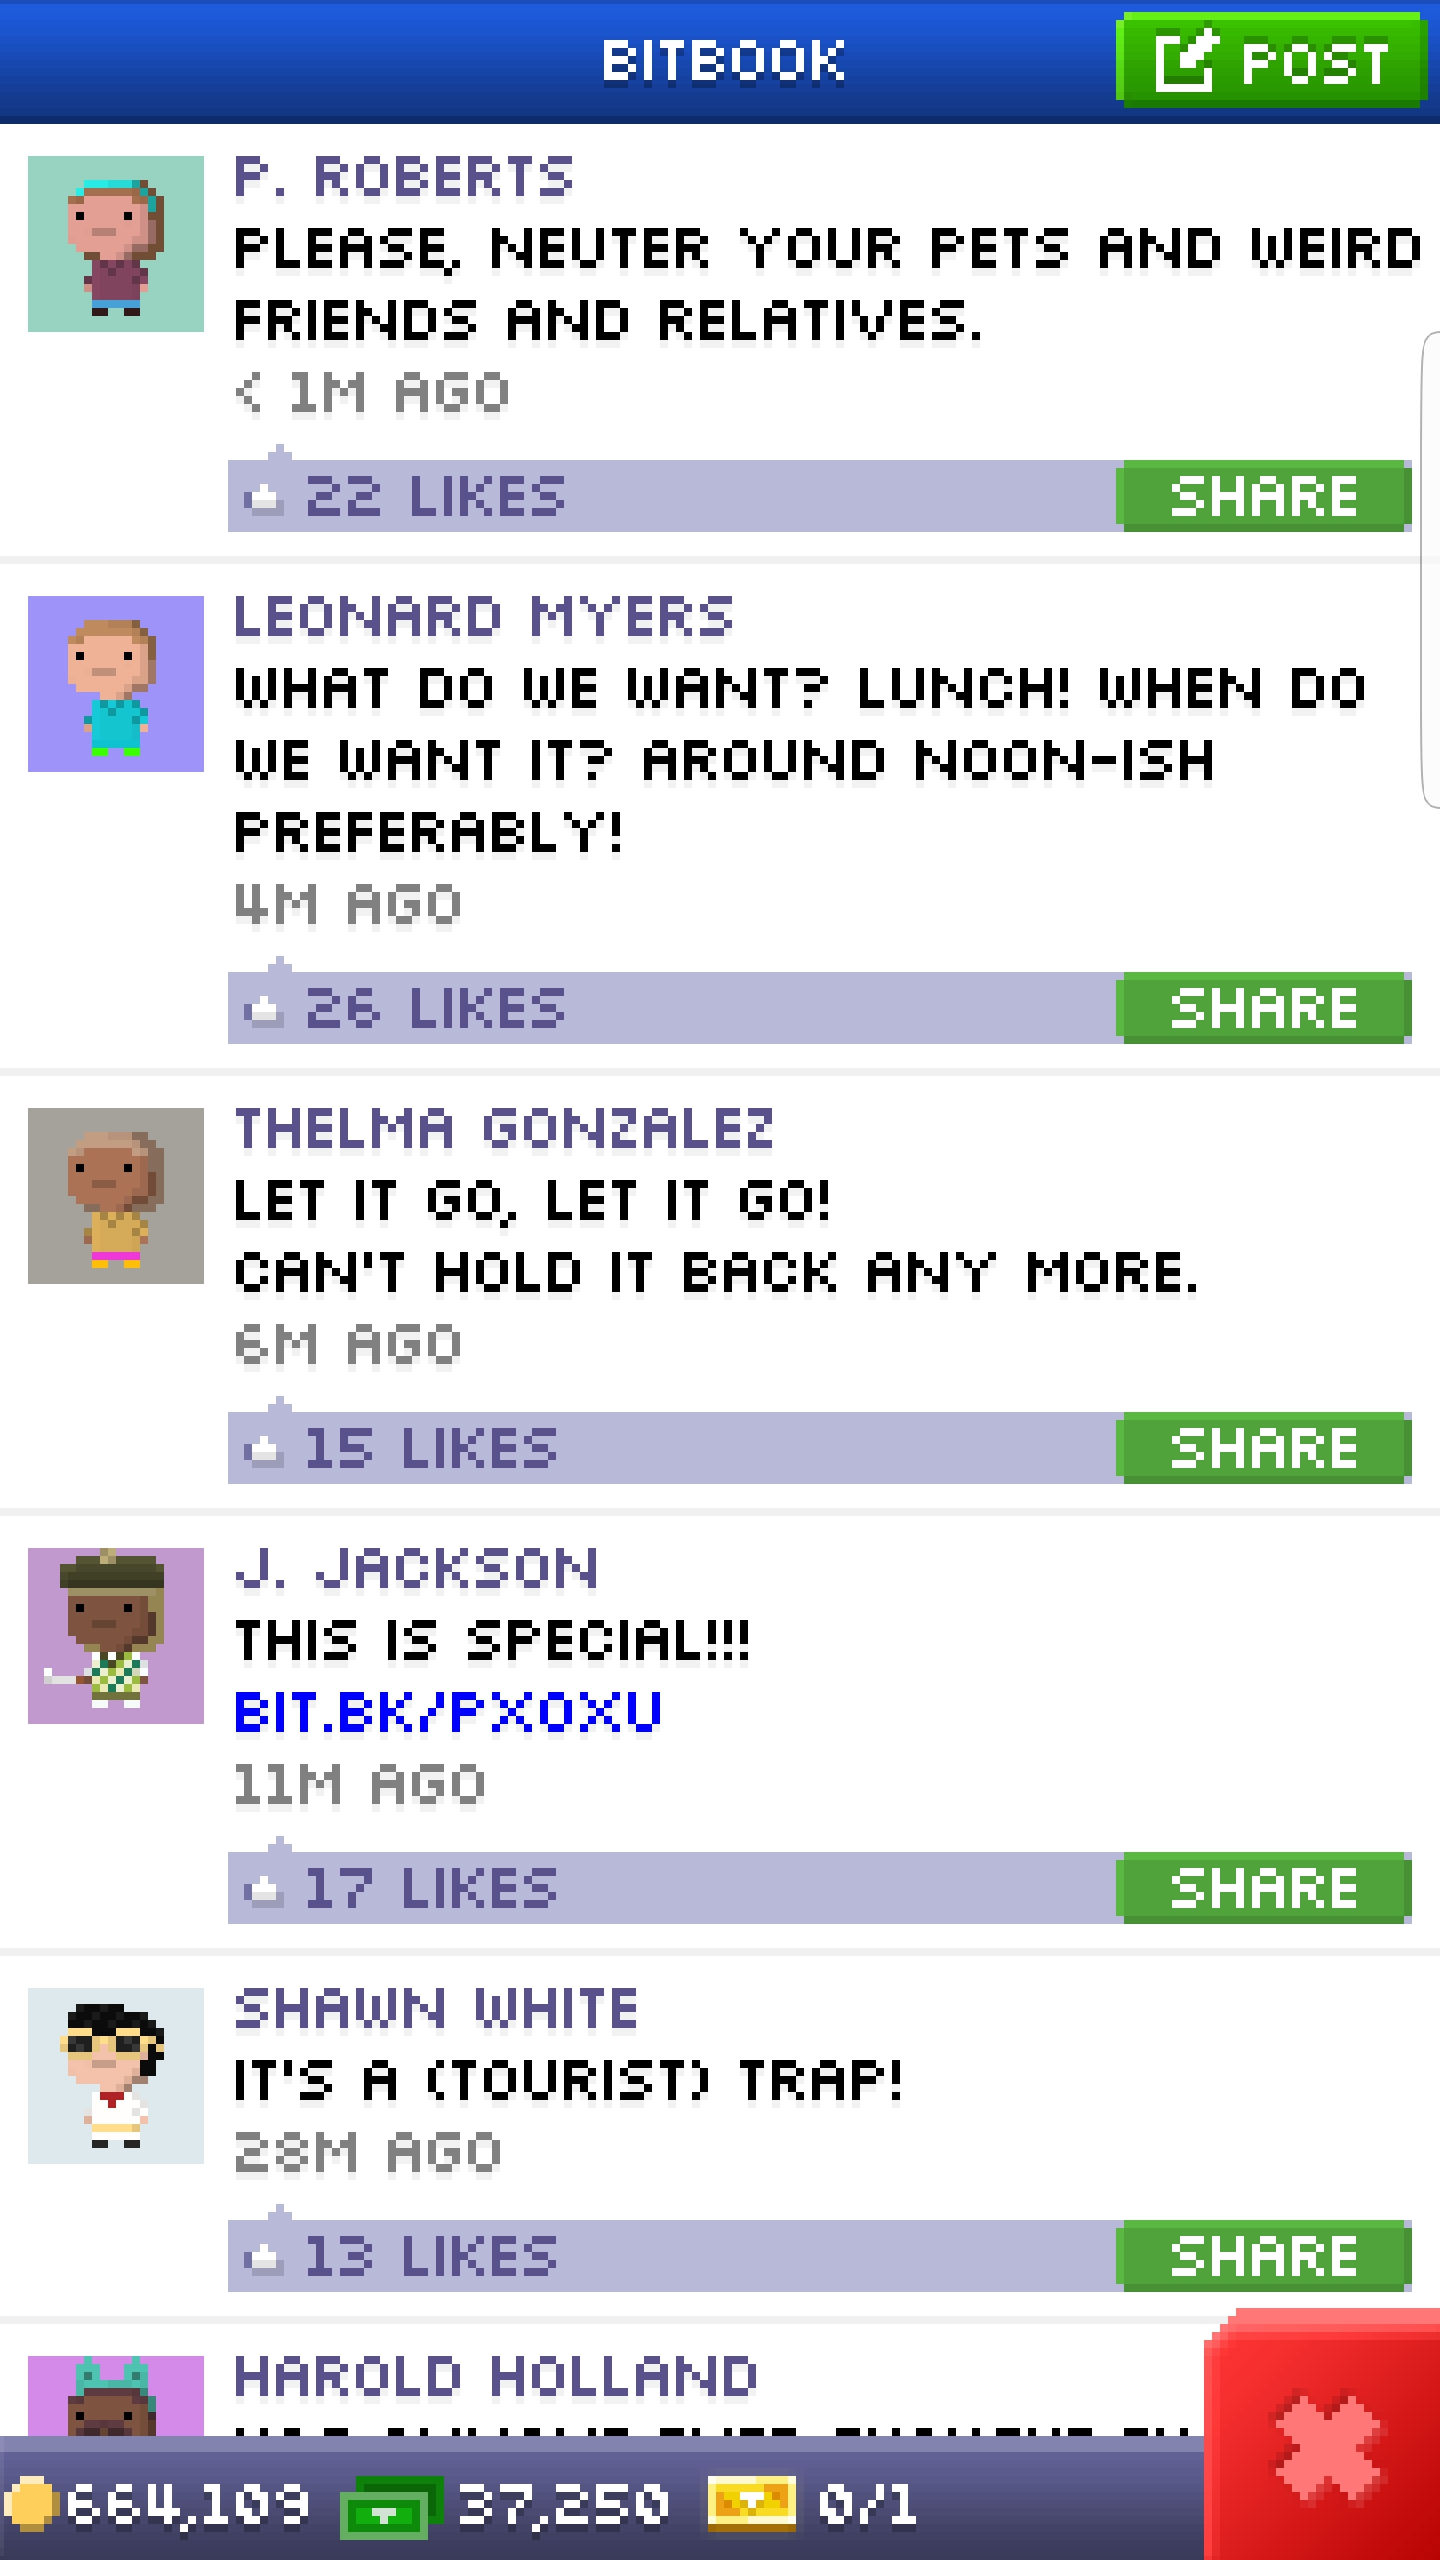 BITBOOK
POST
P. ROBERTS
PLEASE, NEUTER YOUR PETS AND WEIRD
FRIENDS AND RELATIVES.
< 1M AGO
22 LIKES
SHARE
LEONARD MYERS
WHAT DO WE WANT? LUNCH! WHEN DO
WE WANT IT? AROUND NOON-ISH
PREFERABLY!
4M AGO
26 LIKES
SHARE
THELMA GONZALEZ
LET IT GO, LET IT GO!
CAN'T HOLD IT BACK ANY MORE.
6M AGO
15 LIKES
SHARE
J. JACKSON
THIS IS SPECIAL!!!
BIT.BK/PXOXU
11M AGO
17 LIKES
SHARE
SHAWN WHITE
IT'S A (TOURIST) TRAP!
28M AGO
13 LIKES
SHARE
HAROLD HOLLAND
664,109
37,250
0/1